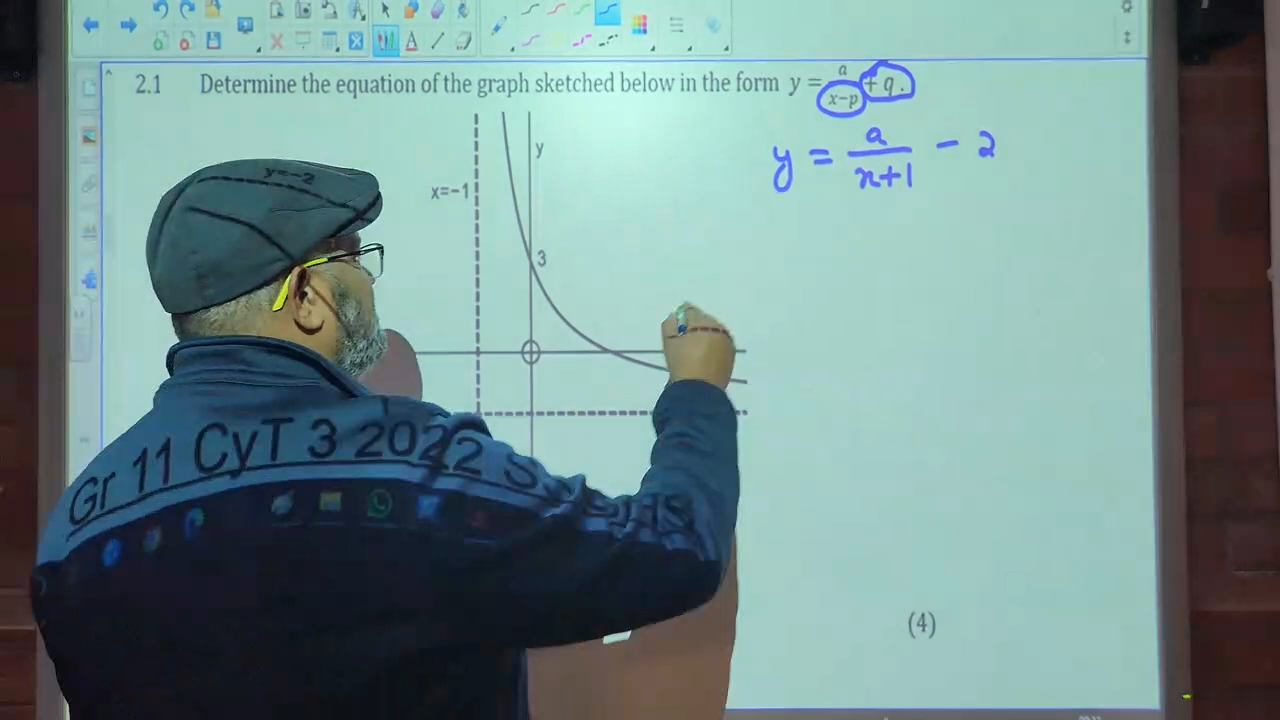 2.1 Determine the equation of the graph sketched below in the form y = a/x−p + q.
y = a/x+1 − 2
y
y=−2
x=−1
3
Gr 11 CyT 3 2022 S
(4)